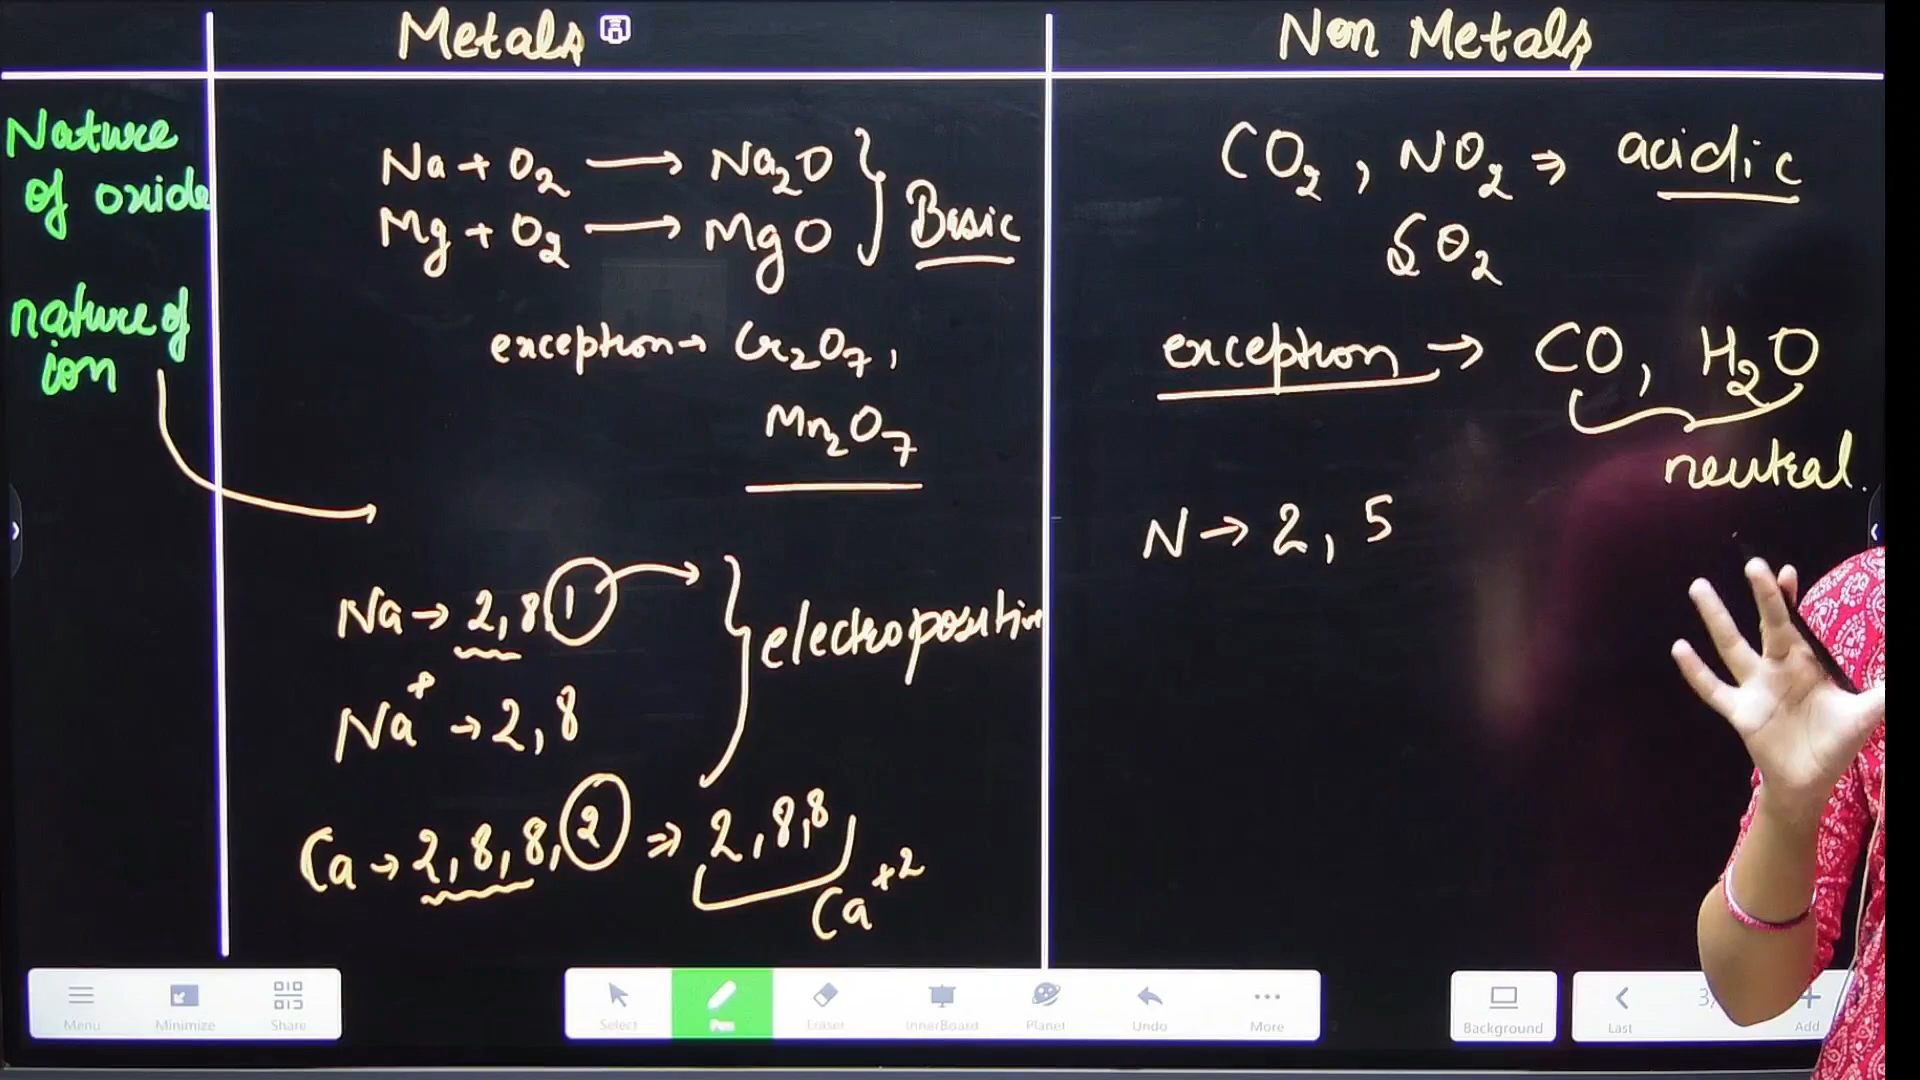 Metals
Non Metals
Nature
of oxide
Na + O₂ → Na₂O
Mg + O₂ → MgO
Basic
exception → Cr₂O₇,
Mn₂O₇
CO₂, NO₂ ⇒ acidic
SO₂
exception → CO, H₂O
neutral.
nature of
ion
Na → 2, 8 1
Na⁺ → 2, 8
electropositive
Ca → 2, 8, 8, 2 ⇒ 2, 8, 8
Ca⁺²
N → 2, 5
Menu
Minimize
Share
Select
Pen
Eraser
InnerBoard
Planet
Undo
More
Background
Last
3/
Add